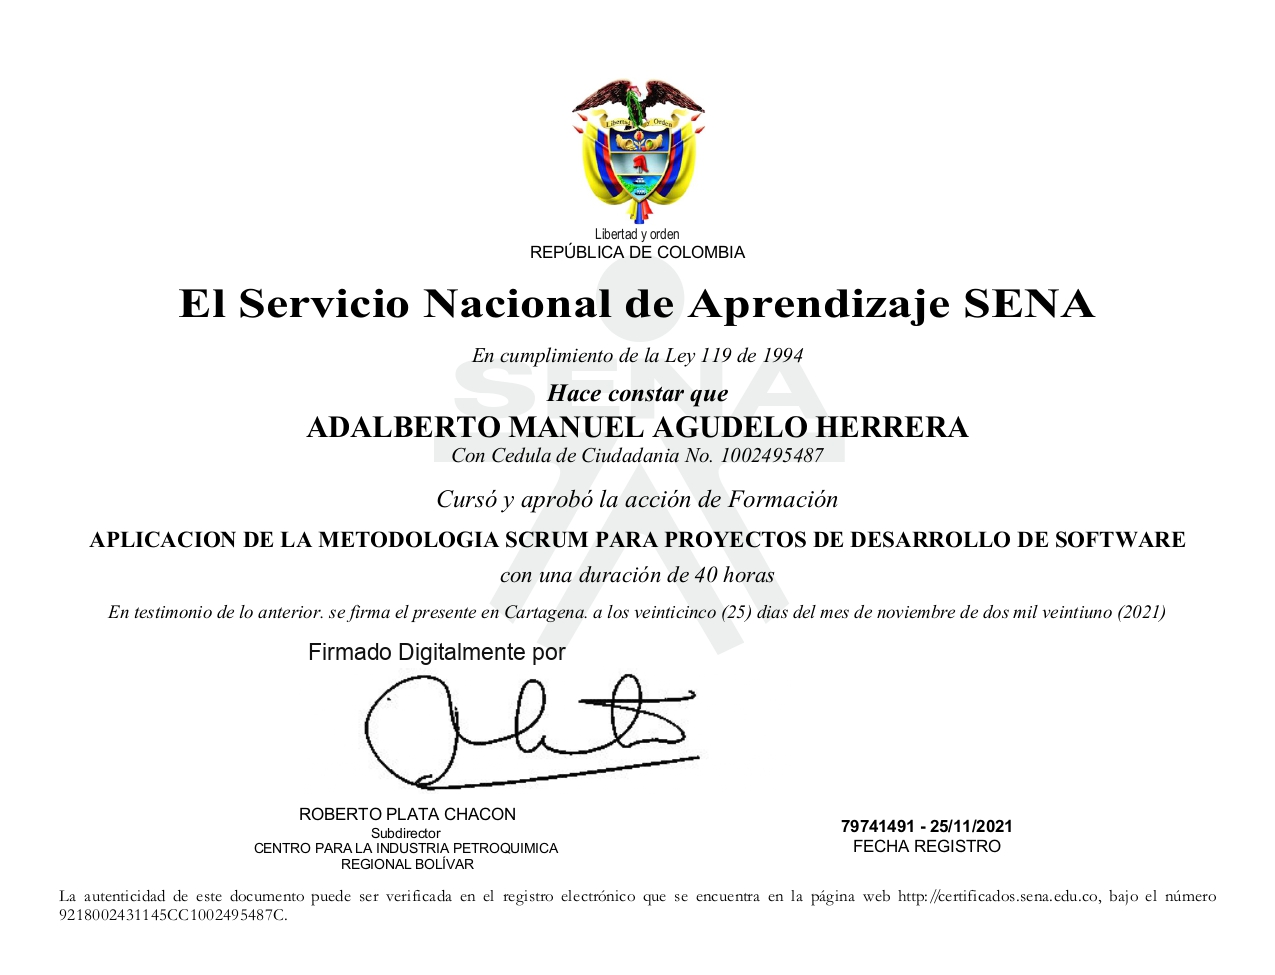 Libertad y Orden
Libertad y orden
REPÚBLICA DE COLOMBIA
El Servicio Nacional de Aprendizaje SENA
En cumplimiento de la Ley 119 de 1994
SENA
Hace constar que
ADALBERTO MANUEL AGUDELO HERRERA
Con Cedula de Ciudadania No. 1002495487
Cursó y aprobó la acción de Formación
APLICACION DE LA METODOLOGIA SCRUM PARA PROYECTOS DE DESARROLLO DE SOFTWARE
con una duración de 40 horas
En testimonio de lo anterior. se firma el presente en Cartagena. a los veinticinco (25) dias del mes de noviembre de dos mil veintiuno (2021)
Firmado Digitalmente por
ROBERTO PLATA CHACON
Subdirector
CENTRO PARA LA INDUSTRIA PETROQUIMICA
REGIONAL BOLÍVAR
79741491 - 25/11/2021
FECHA REGISTRO
La autenticidad de este documento puede ser verificada en el registro electrónico que se encuentra en la página web http://certificados.sena.edu.co, bajo el número
9218002431145CC1002495487C.